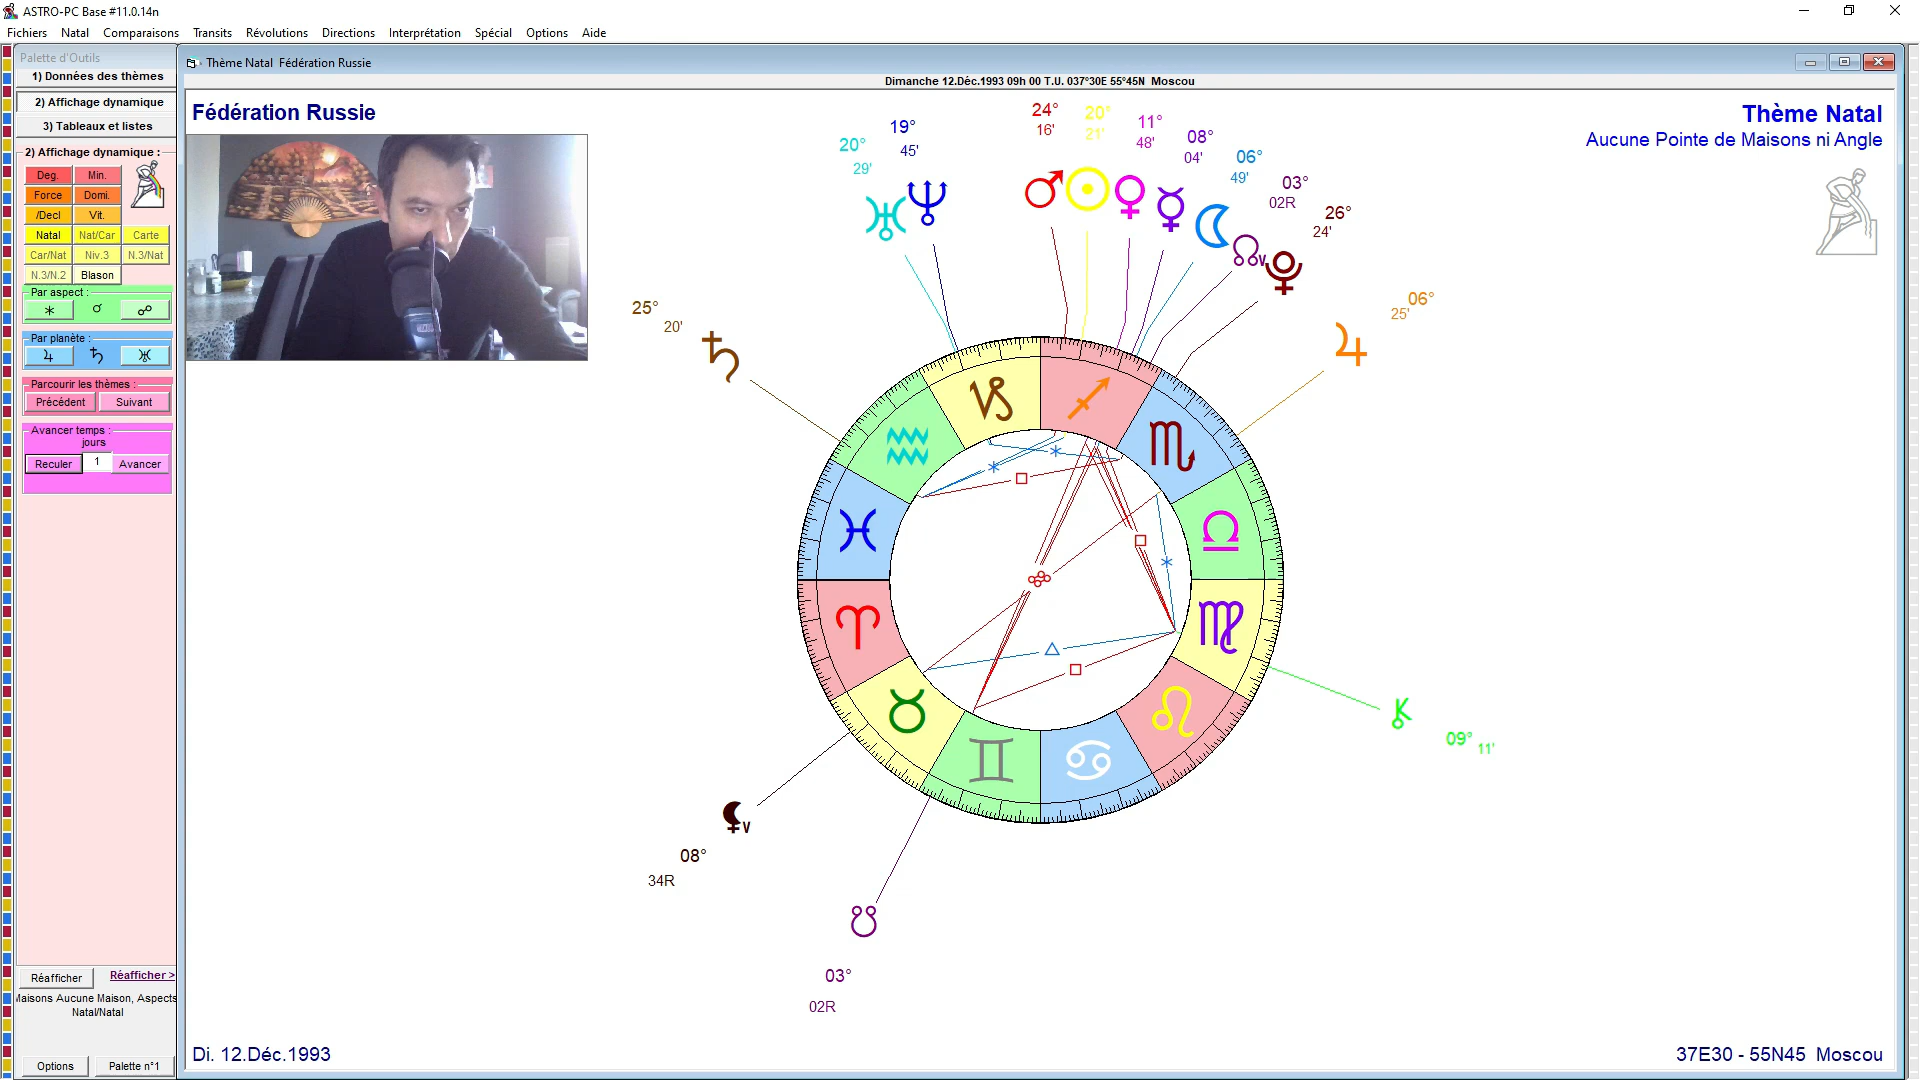 ASTRO-PC Base #11.0.14n
Fichiers Natal Comparaisons Transits Révolutions Directions Interprétation Spécial Options Aide
Palette d'Outils
1) Données des thèmes
2) Affichage dynamique
3) Tableaux et listes
2) Affichage dynamique :
Deg. Min.
Force Domi.
/Decl Vit.
Natal Nat/Car Carte
Car/Nat Niv.3 N.3/Nat
N.3/N.2 Blason
Par aspect :
Par planète :
Parcourir les thèmes :
Précédent Suivant
Avancer temps :
jours
Reculer 1 Avancer
Réafficher Réafficher >
Maisons Aucune Maison, Aspects
Natal/Natal
Options Palette n°1
Thème Natal Fédération Russie
Dimanche 12.Déc.1993 09h 00 T.U. 037°30E 55°45N Moscou
Fédération Russie
Thème Natal
Aucune Pointe de Maisons ni Angle
20° 29'
19° 45'
24° 16'
20° 21'
11° 48'
08° 04'
06° 49'
03° 02R
26° 24'
25° 20'
06° 25'
09° 11'
08° 34R
03° 02R
Di. 12.Déc.1993
37E30 - 55N45 Moscou